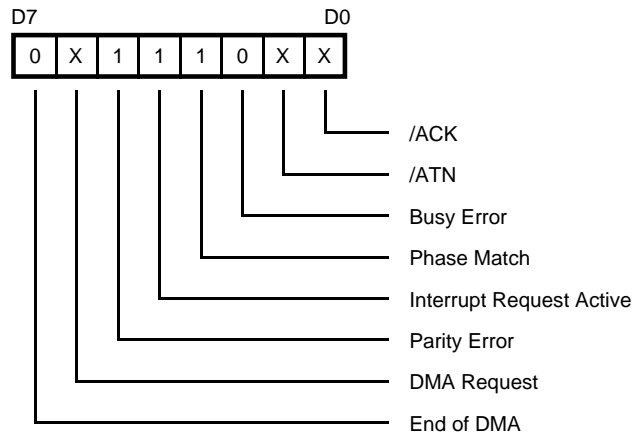 D7 D0
0 X 1 1 1 0 X X
/ACK
/ATN
Busy Error
Phase Match
Interrupt Request Active
Parity Error
DMA Request
End of DMA